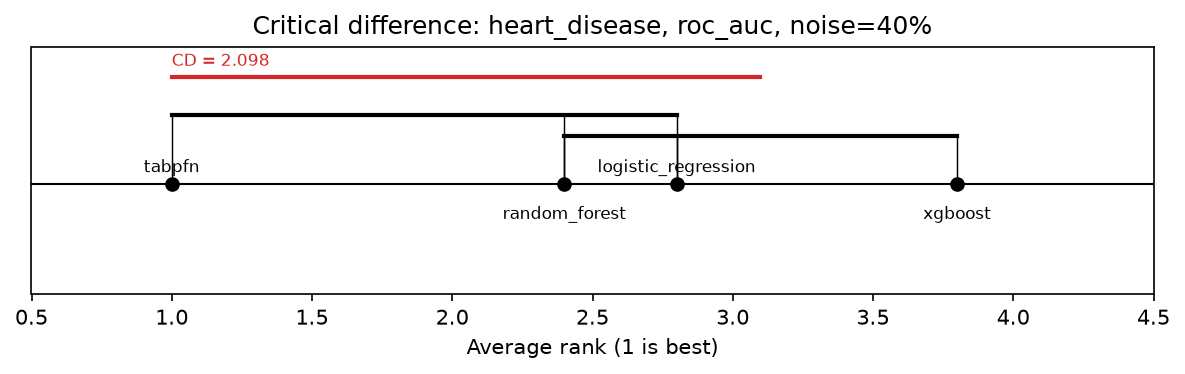 Critical difference: heart_disease, roc_auc, noise=40%
CD = 2.098
tabpfn
logistic_regression
random_forest
xgboost
0.5 1.0 1.5 2.0 2.5 3.0 3.5 4.0 4.5
Average rank (1 is best)